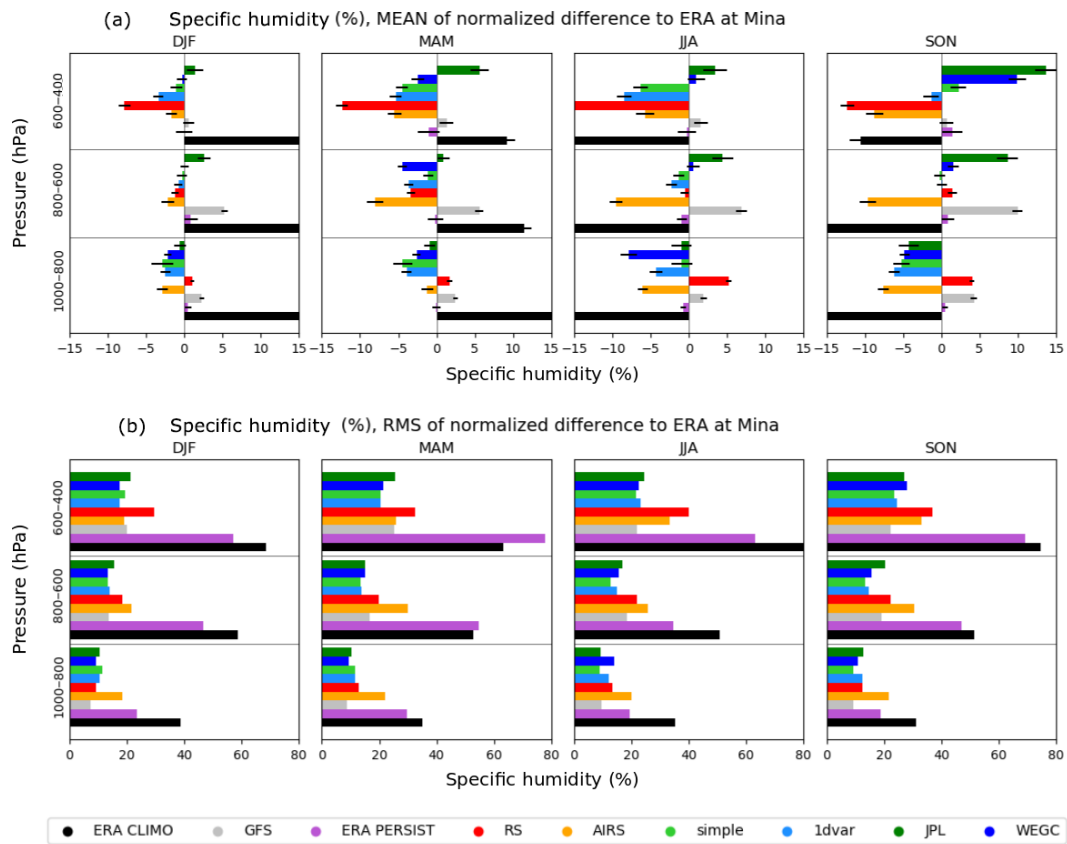 (a) Specific humidity (%), MEAN of normalized difference to ERA at Mina
DJF MAM JJA SON
Pressure (hPa)
600−400
800−600
1000−800
−15 −10 −5 0 5 10 15 −15 −10 −5 0 5 10 15 −15 −10 −5 0 5 10 15 −15 −10 −5 0 5 10 15
Specific humidity (%) Specific humidity (%)
(b) Specific humidity (%), RMS of normalized difference to ERA at Mina
DJF MAM JJA SON
Pressure (hPa)
600−400
800−600
1000−800
0 20 40 60 80 0 20 40 60 80 0 20 40 60 80 0 20 40 60 80
Specific humidity (%) Specific humidity (%)
ERA CLIMO GFS ERA PERSIST RS AIRS simple 1dvar JPL WEGC